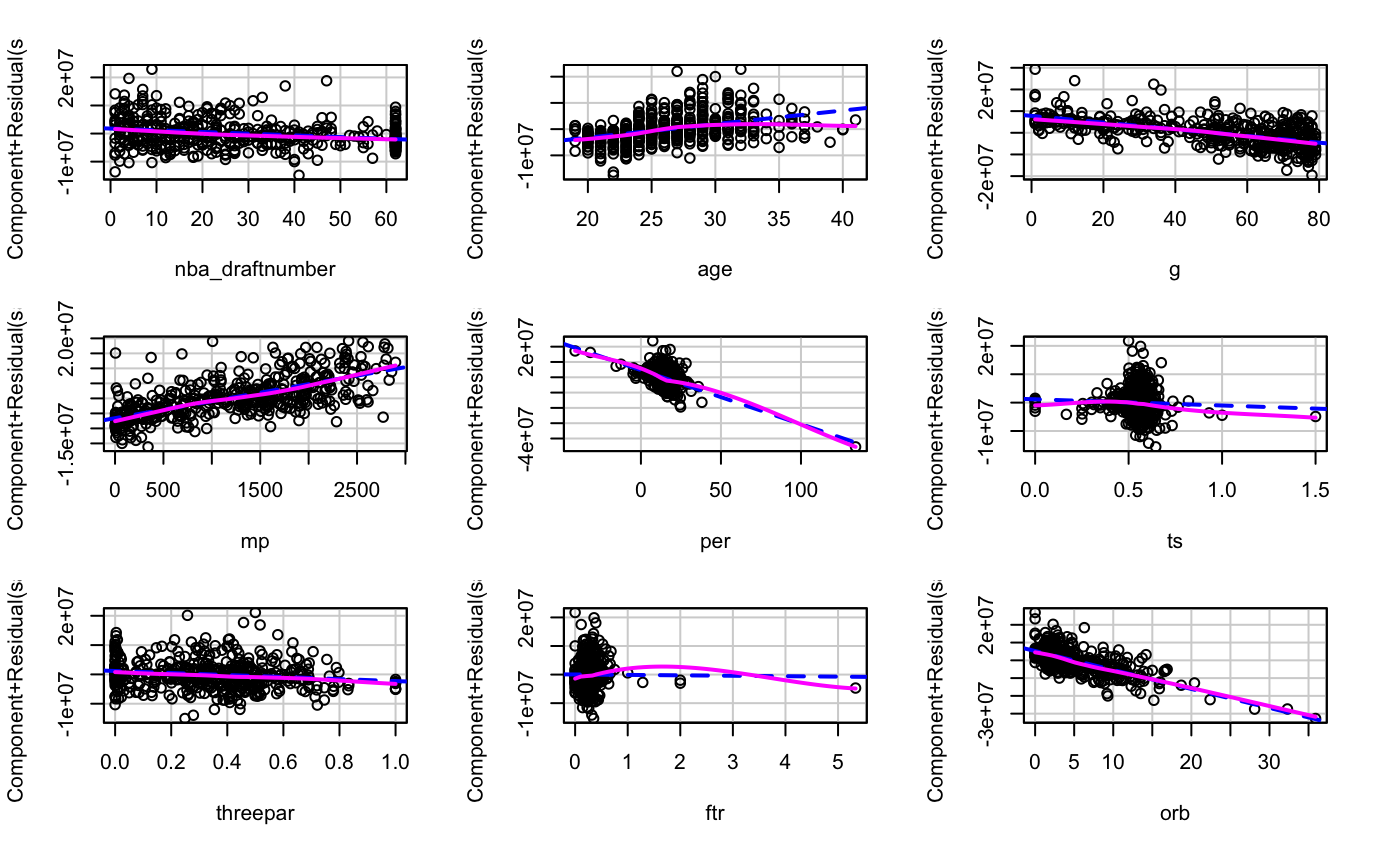 Component+Residual(s
2e+07
-1e+07
0 10 20 30 40 50 60
nba_draftnumber
Component+Residual(s
-1e+07
20 25 30 35 40
age
Component+Residual(s
2e+07
-2e+07
0 20 40 60 80
g
Component+Residual(s
2.0e+07
-1.5e+07
0 500 1500 2500
mp
Component+Residual(s
2e+07
-4e+07
0 50 100
per
Component+Residual(s
2e+07
-1e+07
0.0 0.5 1.0 1.5
ts
Component+Residual(s
2e+07
-1e+07
0.0 0.2 0.4 0.6 0.8 1.0
threepar
Component+Residual(s
2e+07
-1e+07
0 1 2 3 4 5
ftr
Component+Residual(s
2e+07
-3e+07
0 5 10 20 30
orb